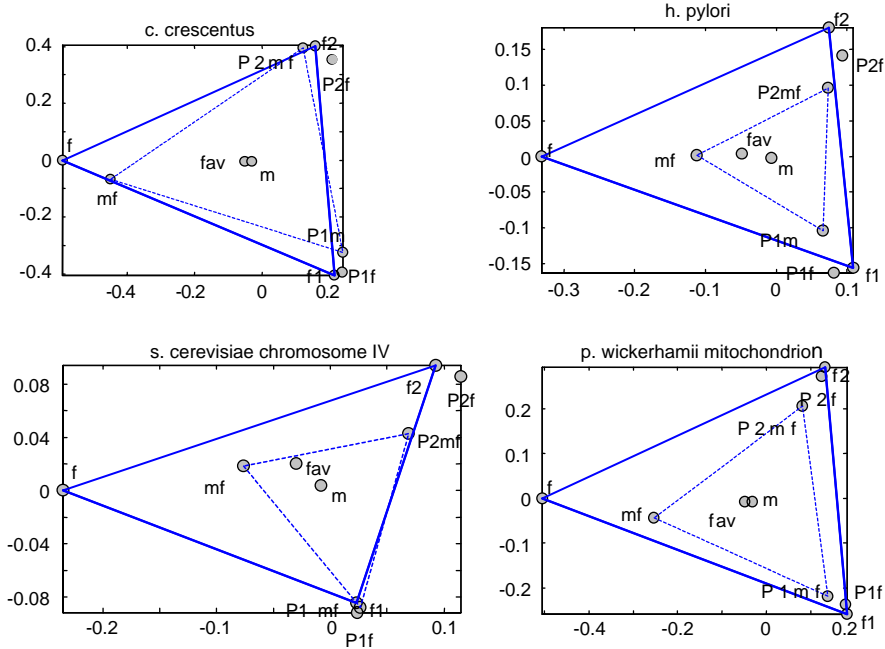 c. crescentus
0.4
0.2
0
-0.2
-0.4
-0.4
-0.2
0
0.2
f
mf
P 2 m f
f2
P2f
fav
m
P1m
f1
P1f
h. pylori
0.15
0.10
0.05
0
-0.05
-0.1
-0.15
-0.3
-0.2
-0.1
0
0.1
f
f2
P2f
P2mf
mf
fav
m
P1m
P1f
f1
s. cerevisiae chromosome IV
0.08
0.04
0
-0.04
-0.08
-0.2
-0.1
0
0.1
f
f2
P2f
P2mf
mf
fav
m
P1 mf
f1
P1f
p. wickerhamii mitochondrion
0.2
0.1
0
-0.1
-0.2
-0.4
-0.2
0
0.2
f
f2
P 2 f
P 2 m f
mf
fav
m
P 1 m f
P1f
f1